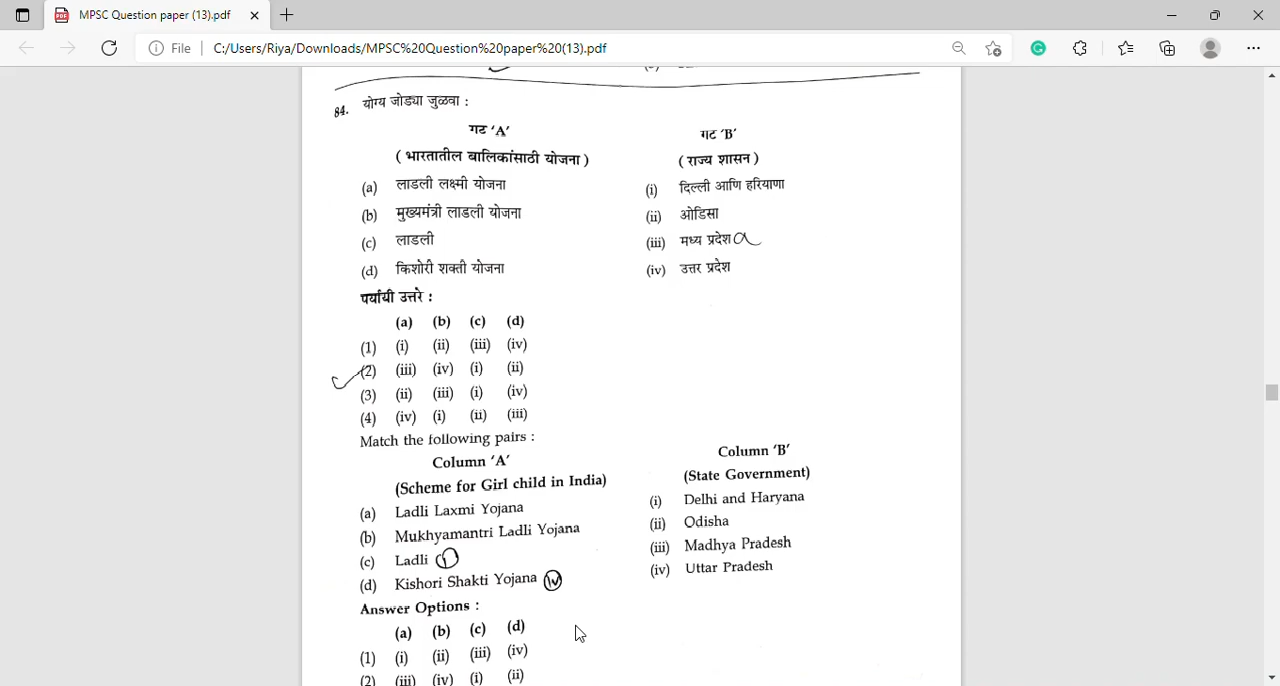 MPSC Question paper (13).pdf
File C:/Users/Riya/Downloads/MPSC%20Question%20paper%20(13).pdf
84. योग्य जोड्या जुळवा :
गट 'A' गट 'B'
( भारतातील बालिकांसाठी योजना ) ( राज्य शासन )
(a) लाडली लक्ष्मी योजना (i) दिल्ली आणि हरियाणा
(b) मुख्यमंत्री लाडली योजना (ii) ओडिसा
(c) लाडली (iii) मध्य प्रदेश a
(d) किशोरी शक्ती योजना (iv) उत्तर प्रदेश
पर्यायी उत्तरे :
(a) (b) (c) (d)
(1) (i) (ii) (iii) (iv)
(2) (iii) (iv) (i) (ii)
(3) (ii) (iii) (i) (iv)
(4) (iv) (i) (ii) (iii)
Match the following pairs :
Column 'A' Column 'B'
(Scheme for Girl child in India) (State Government)
(a) Ladli Laxmi Yojana (i) Delhi and Haryana
(b) Mukhyamantri Ladli Yojana (ii) Odisha
(c) Ladli i (iii) Madhya Pradesh
(d) Kishori Shakti Yojana iv (iv) Uttar Pradesh
Answer Options :
(a) (b) (c) (d)
(1) (i) (ii) (iii) (iv)
(2) (iii) (iv) (i) (ii)